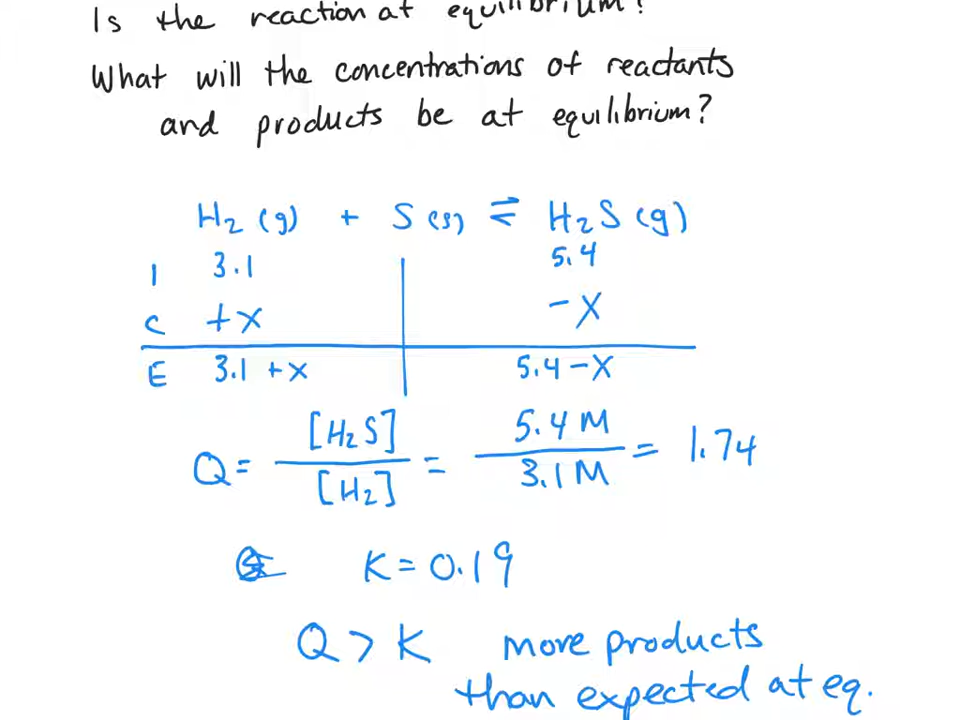 Is the reaction at equilibrium?
What will the concentrations of reactants
and products be at equilibrium?
H₂ (g) + S (s) ⇌ H₂S (g)
I 3.1 5.4
C +x -x
E 3.1 +x 5.4 -x
Q = [H₂S] / [H₂] = 5.4 M / 3.1 M = 1.74
K = 0.19
Q > K more products
than expected at eq.